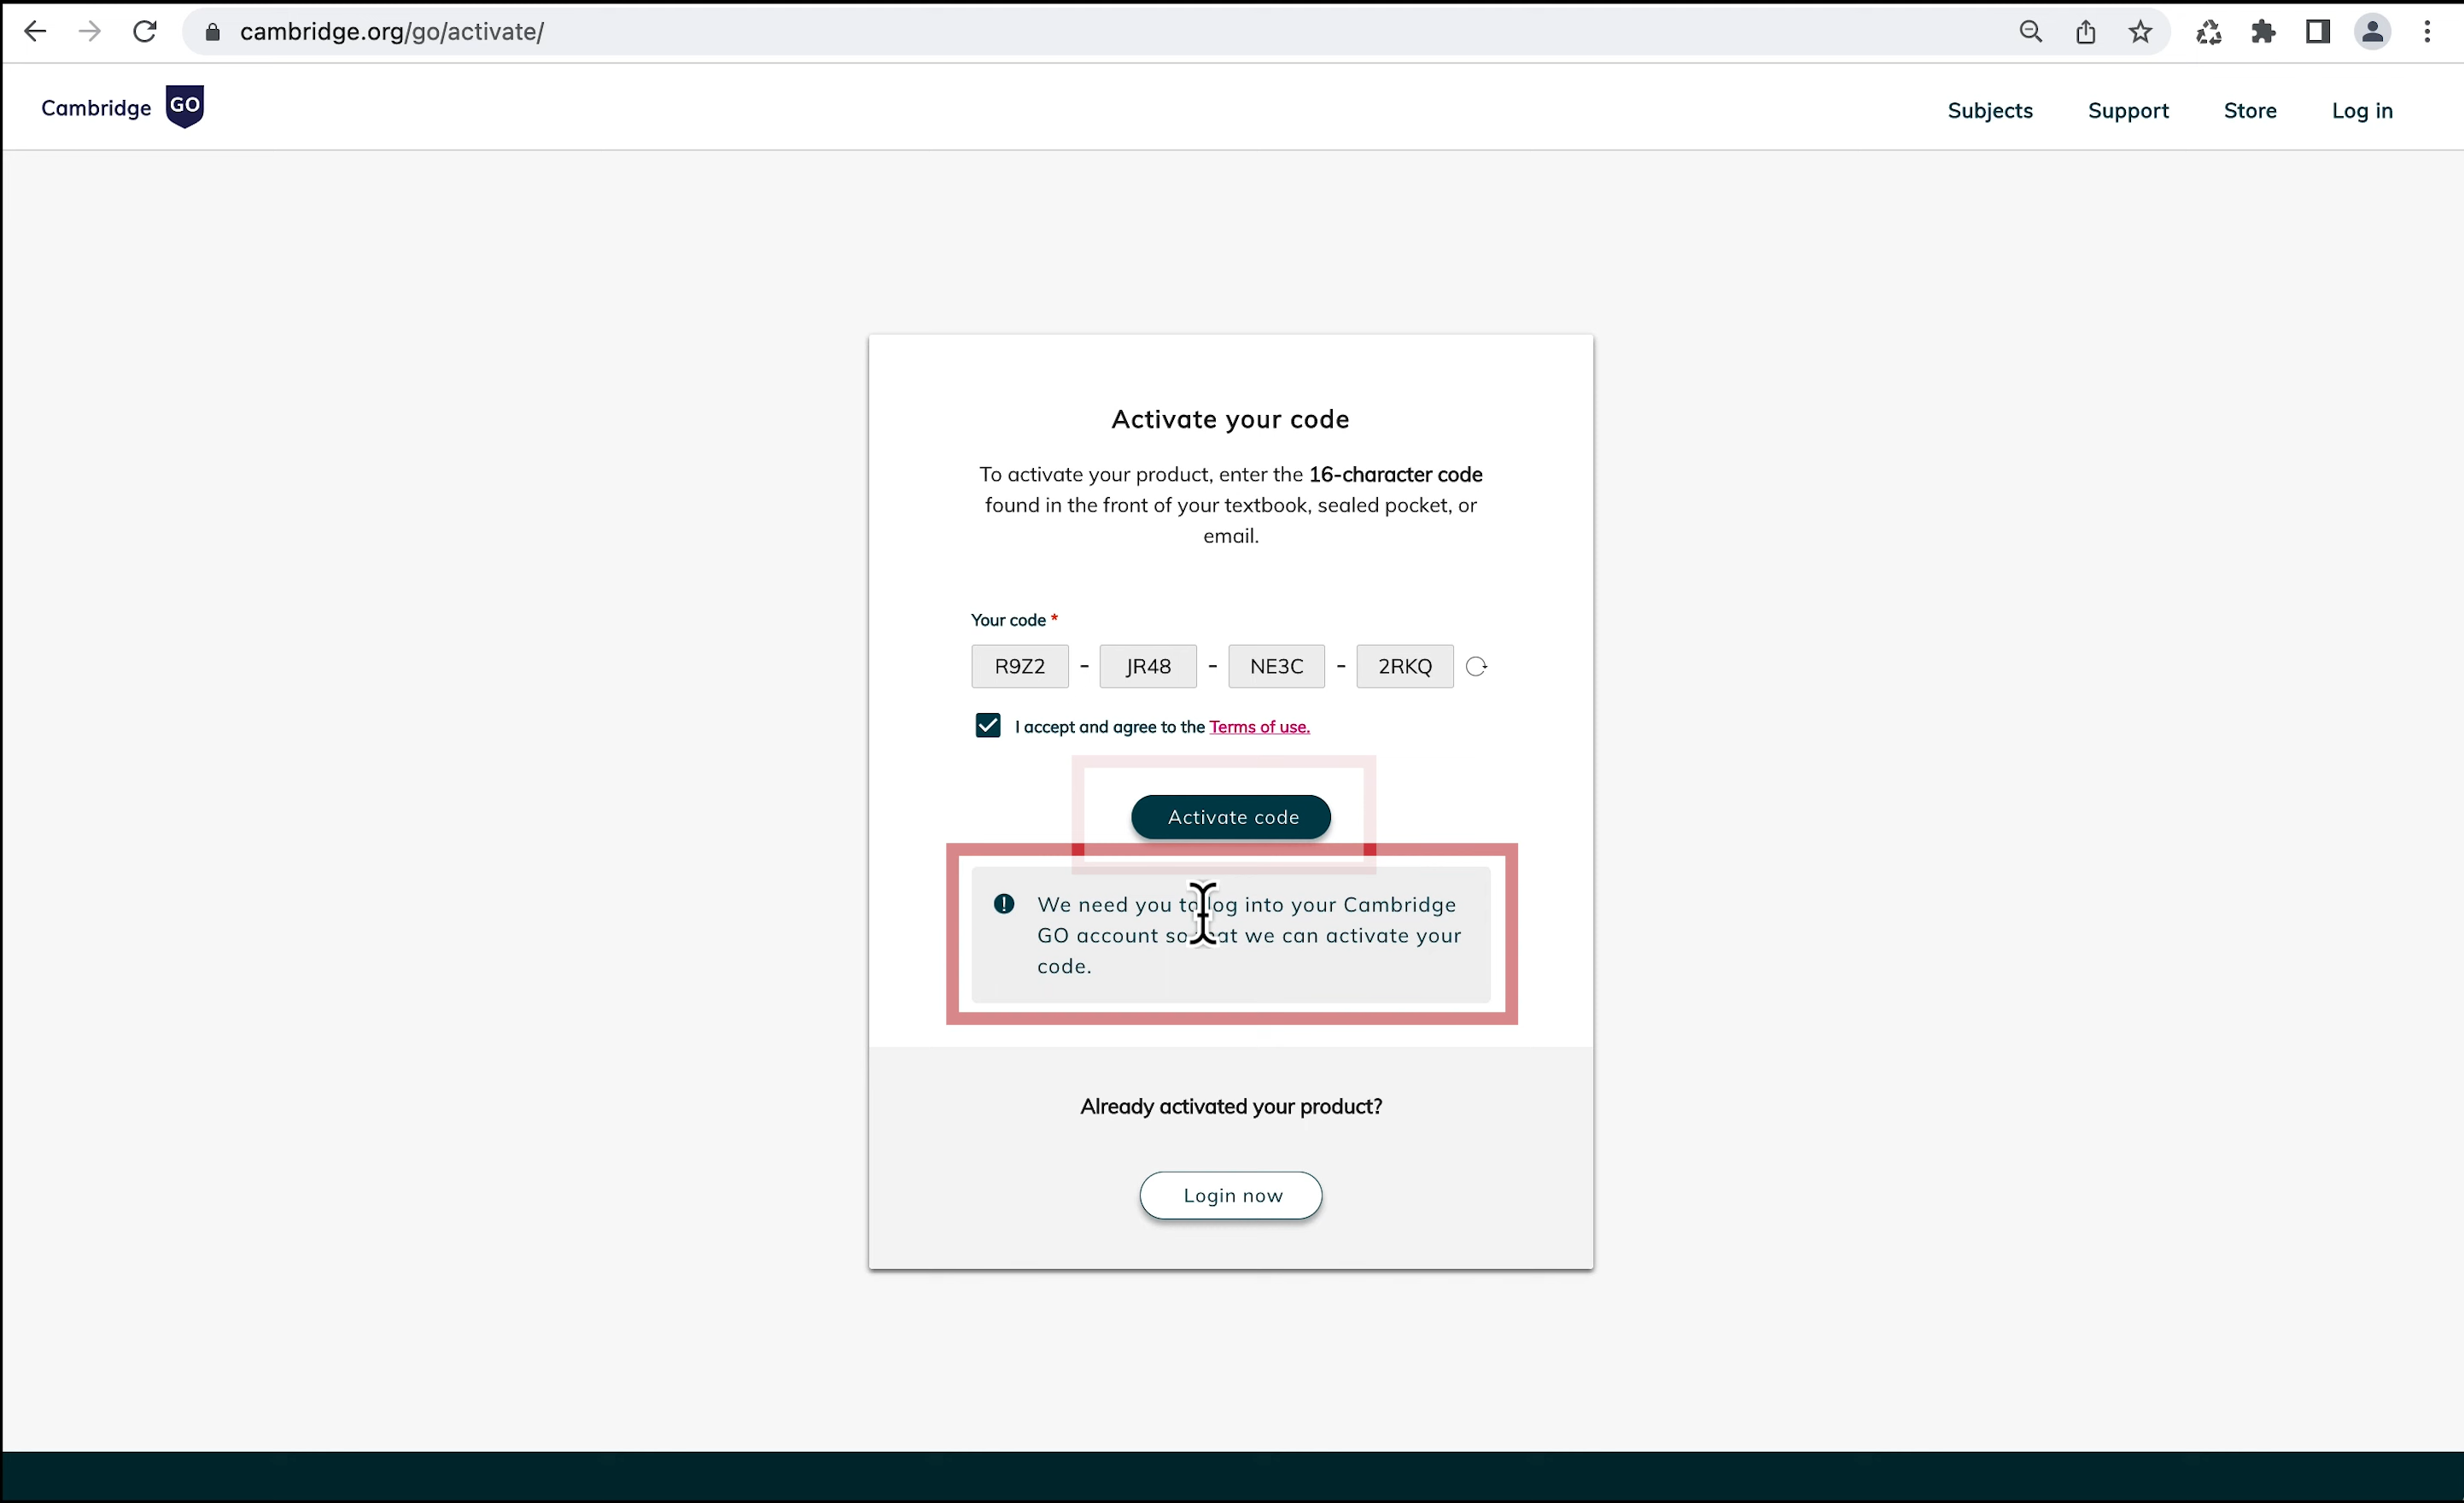 cambridge.org/go/activate/
Cambridge GO
Subjects Support Store Log in
Activate your code
To activate your product, enter the 16-character code
found in the front of your textbook, sealed pocket, or
email.
Your code *
R9Z2 - JR48 - NE3C - 2RKQ
I accept and agree to the Terms of use.
Activate code
We need you to log into your Cambridge
GO account so that we can activate your
code.
Already activated your product?
Login now